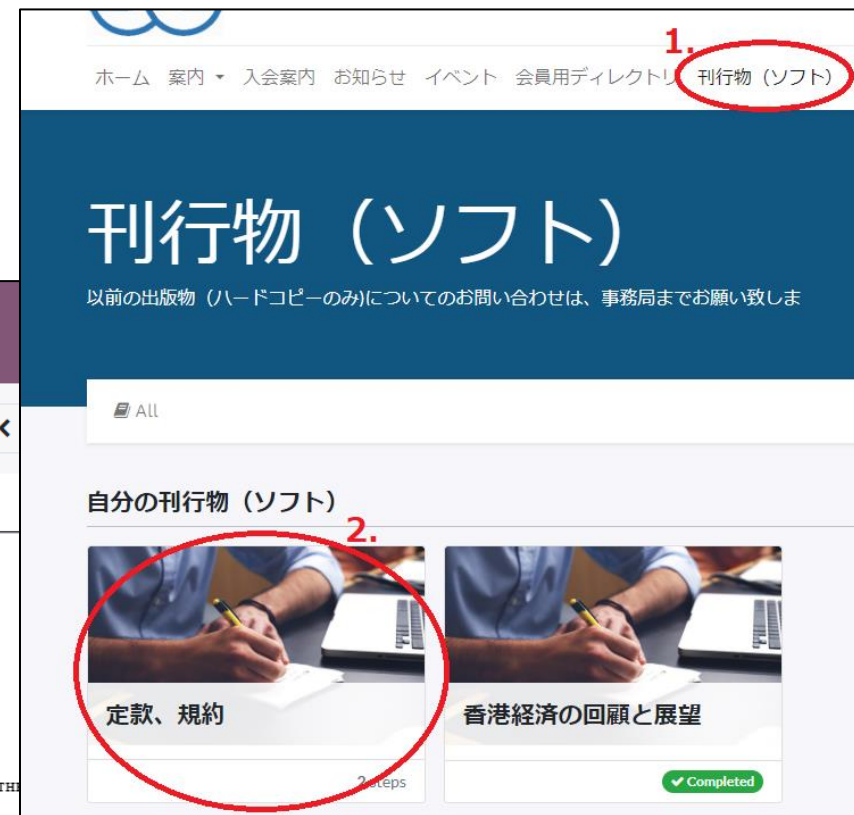 1.
ホーム 案内 入会案内 お知らせ イベント 会員用ディレクトリ 刊行物（ソフト）
刊行物（ソフト）
以前の出版物（ハードコピーのみ)についてのお問い合わせは、事務局までお願い致しま
All
自分の刊行物（ソフト）
2.
定款、規約
香港経済の回顧と展望
2 steps
Completed